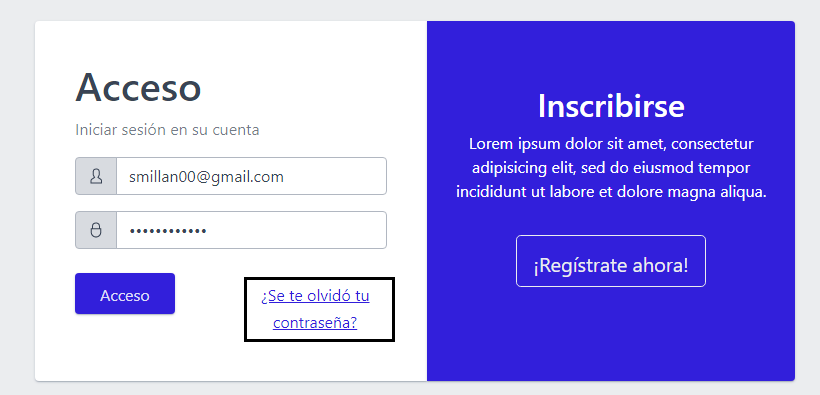 Acceso
Iniciar sesión en su cuenta
smillan00@gmail.com
••••••••••••
Acceso
¿Se te olvidó tu
contraseña?
Inscribirse
Lorem ipsum dolor sit amet, consectetur
adipisicing elit, sed do eiusmod tempor
incididunt ut labore et dolore magna aliqua.
¡Regístrate ahora!